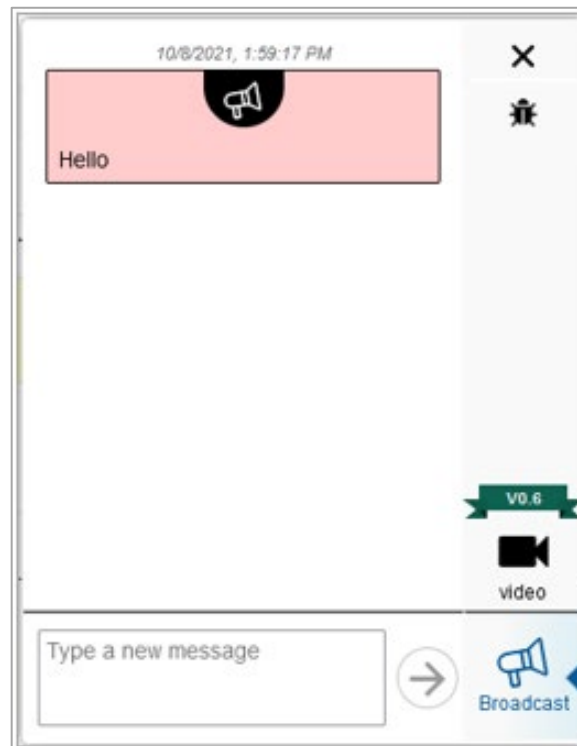 10/8/2021, 1:59:17 PM
Hello
V0.6
video
Type a new message
Broadcast